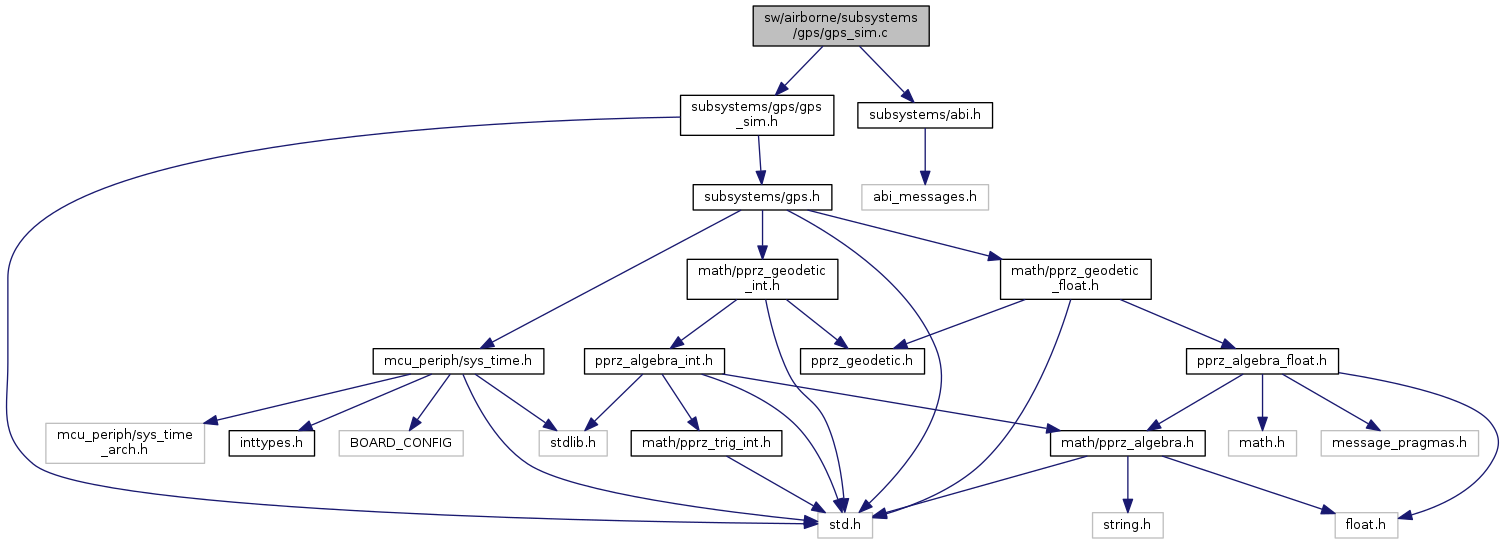 sw/airborne/subsystems
/gps/gps_sim.c
subsystems/gps/gps
_sim.h
subsystems/abi.h
subsystems/gps.h
abi_messages.h
math/pprz_geodetic
_int.h
math/pprz_geodetic
_float.h
mcu_periph/sys_time.h
pprz_algebra_int.h
pprz_geodetic.h
pprz_algebra_float.h
mcu_periph/sys_time
_arch.h
inttypes.h
BOARD_CONFIG
stdlib.h
math/pprz_trig_int.h
math/pprz_algebra.h
math.h
message_pragmas.h
std.h
string.h
float.h